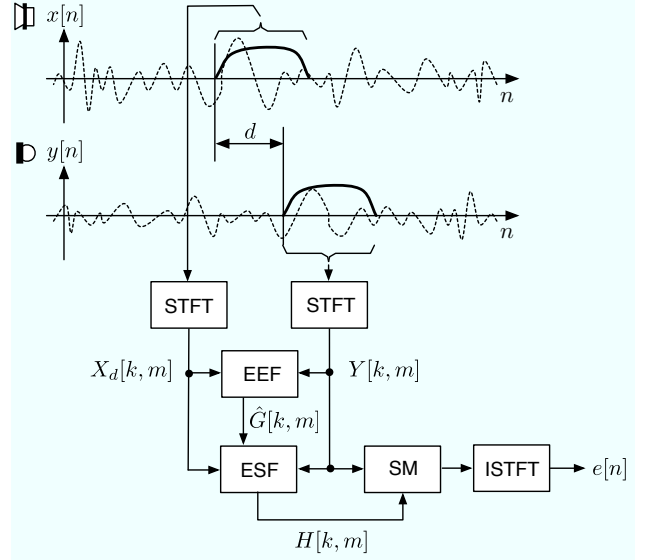 x[n]
n
d
y[n]
n
STFT STFT
X_d[k, m] EEF Y[k, m]
Ĝ[k, m]
ESF SM ISTFT e[n]
H[k, m]